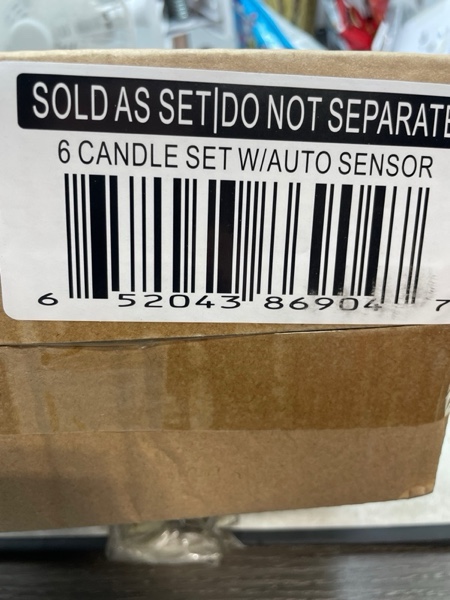 SOLD AS SET|DO NOT SEPARATE
6 CANDLE SET W/AUTO SENSOR
6 52043 86904 7